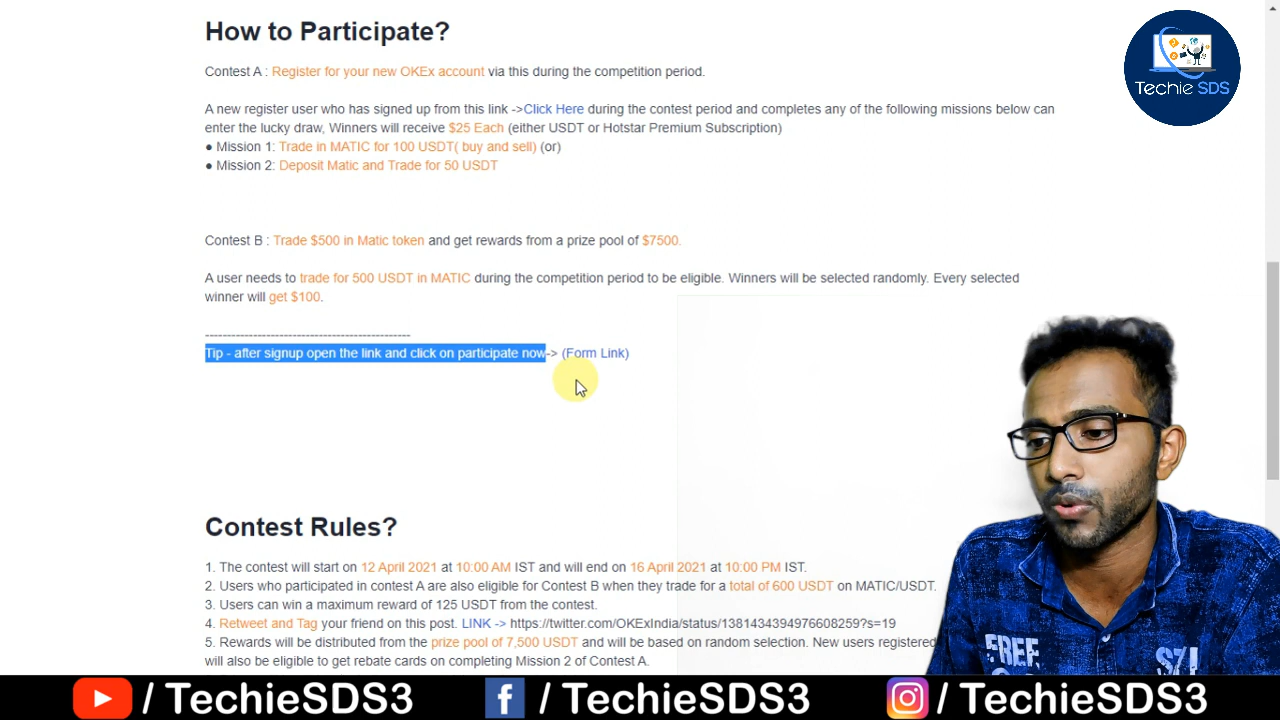 How to Participate?
Techie SDS
Contest A : Register for your new OKEx account via this during the competition period.
A new register user who has signed up from this link ->Click Here during the contest period and completes any of the following missions below can
enter the lucky draw, Winners will receive $25 Each (either USDT or Hotstar Premium Subscription)
● Mission 1: Trade in MATIC for 100 USDT( buy and sell) (or)
● Mission 2: Deposit Matic and Trade for 50 USDT
Contest B : Trade $500 in Matic token and get rewards from a prize pool of $7500.
A user needs to trade for 500 USDT in MATIC during the competition period to be eligible. Winners will be selected randomly. Every selected
winner will get $100.
-----------------------------------------------
Tip - after signup open the link and click on participate now-> (Form Link)
Contest Rules?
1. The contest will start on 12 April 2021 at 10:00 AM IST and will end on 16 April 2021 at 10:00 PM IST.
2. Users who participated in contest A are also eligible for Contest B when they trade for a total of 600 USDT on MATIC/USDT.
3. Users can win a maximum reward of 125 USDT from the contest.
4. Retweet and Tag your friend on this post. LINK -> https://twitter.com/OKExIndia/status/1381434394976608259?s=19
5. Rewards will be distributed from the prize pool of 7,500 USDT and will be based on random selection. New users registered
will also be eligible to get rebate cards on completing Mission 2 of Contest A.
FREE
/ TechieSDS3
/ TechieSDS3
/ TechieSDS3